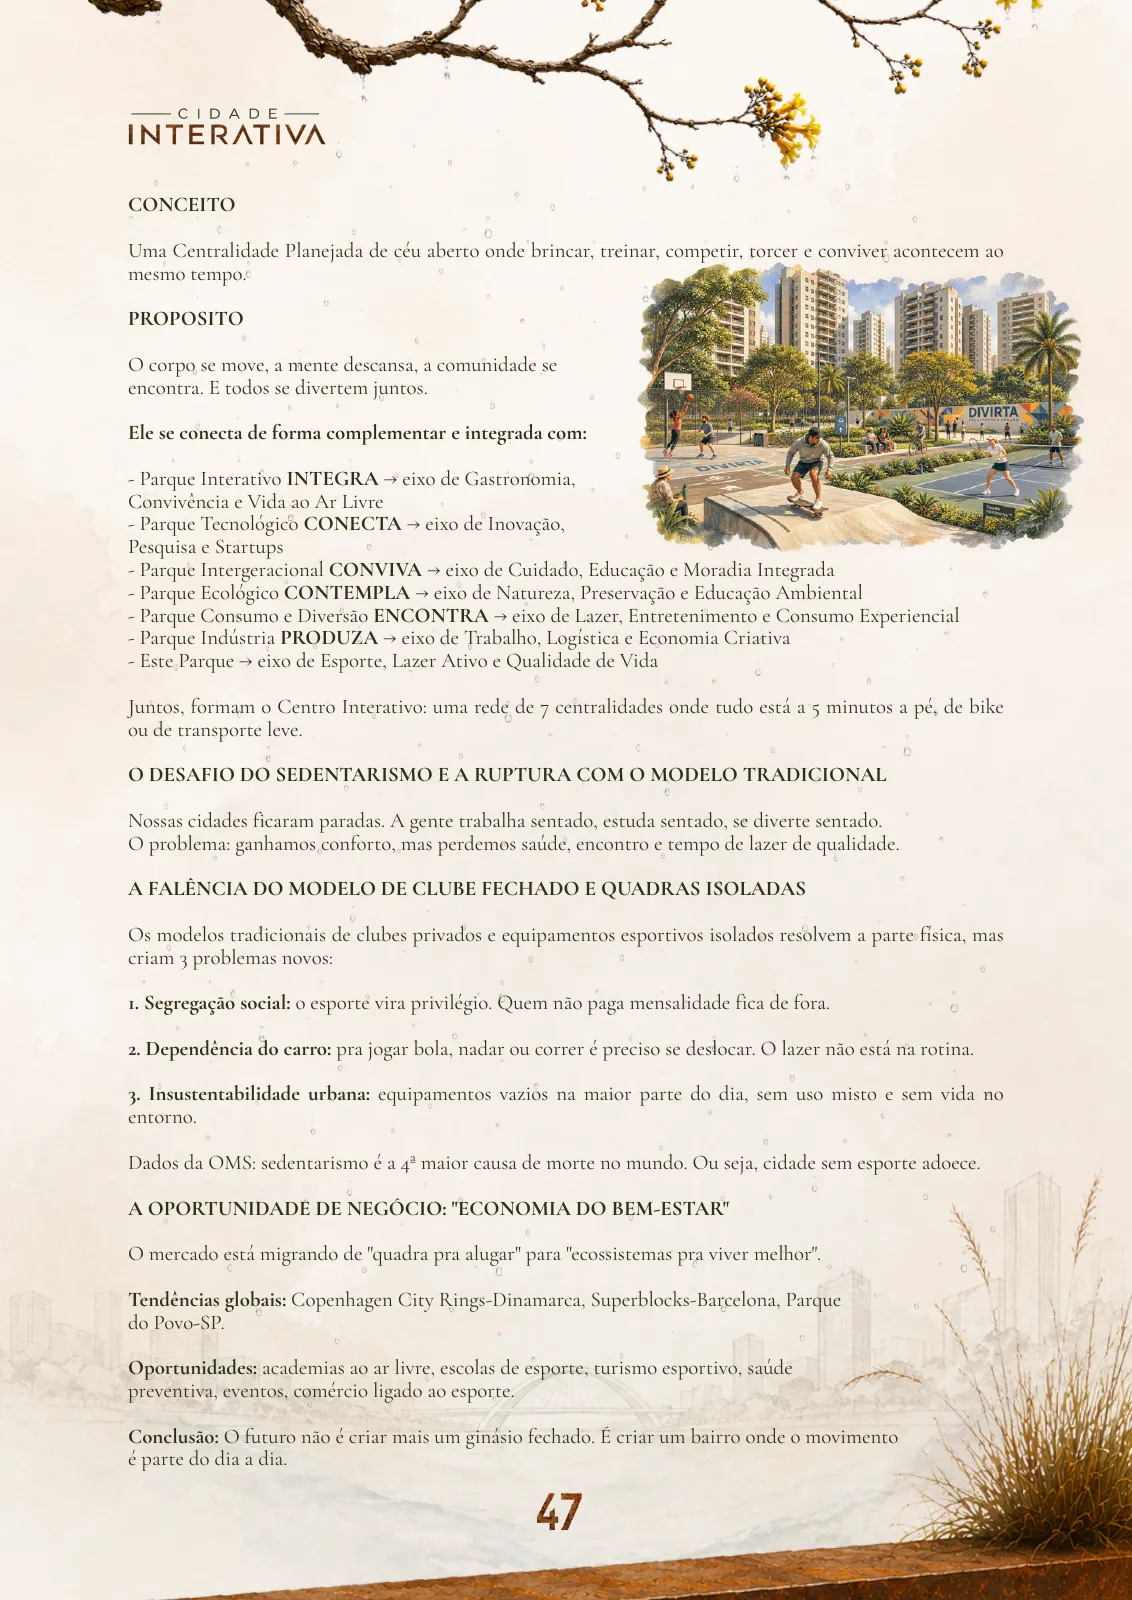 CIDADE
INTERATIVA
CONCEITO
Uma Centralidade Planejada de céu aberto onde brincar, treinar, competir, torcer e conviver acontecem ao
mesmo tempo.
PROPOSITO
O corpo se move, a mente descansa, a comunidade se
encontra. E todos se divertem juntos.
Ele se conecta de forma complementar e integrada com:
- Parque Interativo INTEGRA → eixo de Gastronomia,
Convivência e Vida ao Ar Livre
- Parque Tecnológico CONECTA → eixo de Inovação,
Pesquisa e Startups
- Parque Intergeracional CONVIVA → eixo de Cuidado, Educação e Moradia Integrada
- Parque Ecológico CONTEMPLA → eixo de Natureza, Preservação e Educação Ambiental
- Parque Consumo e Diversão ENCONTRA → eixo de Lazer, Entretenimento e Consumo Experiencial
- Parque Indústria PRODUZA → eixo de Trabalho, Logística e Economia Criativa
- Este Parque → eixo de Esporte, Lazer Ativo e Qualidade de Vida
DIVIRTA
DIVIRTA
Juntos, formam o Centro Interativo: uma rede de 7 centralidades onde tudo está a 5 minutos a pé, de bike
ou de transporte leve.
O DESAFIO DO SEDENTARISMO E A RUPTURA COM O MODELO TRADICIONAL
Nossas cidades ficaram paradas. A gente trabalha sentado, estuda sentado, se diverte sentado.
O problema: ganhamos conforto, mas perdemos saúde, encontro e tempo de lazer de qualidade.
A FALÊNCIA DO MODELO DE CLUBE FECHADO E QUADRAS ISOLADAS
Os modelos tradicionais de clubes privados e equipamentos esportivos isolados resolvem a parte física, mas
criam 3 problemas novos:
1. Segregação social: o esporte vira privilégio. Quem não paga mensalidade fica de fora.
2. Dependência do carro: pra jogar bola, nadar ou correr é preciso se deslocar. O lazer não está na rotina.
3. Insustentabilidade urbana: equipamentos vazios na maior parte do dia, sem uso misto e sem vida no
entorno.
Dados da OMS: sedentarismo é a 4ª maior causa de morte no mundo. Ou seja, cidade sem esporte adoece.
A OPORTUNIDADE DE NEGÓCIO: "ECONOMIA DO BEM-ESTAR"
O mercado está migrando de "quadra pra alugar" para "ecossistemas pra viver melhor".
Tendências globais: Copenhagen City Rings-Dinamarca, Superblocks-Barcelona, Parque
do Povo-SP.
Oportunidades: academias ao ar livre, escolas de esporte, turismo esportivo, saúde
preventiva, eventos, comércio ligado ao esporte.
Conclusão: O futuro não é criar mais um ginásio fechado. É criar um bairro onde o movimento
é parte do dia a dia.
47